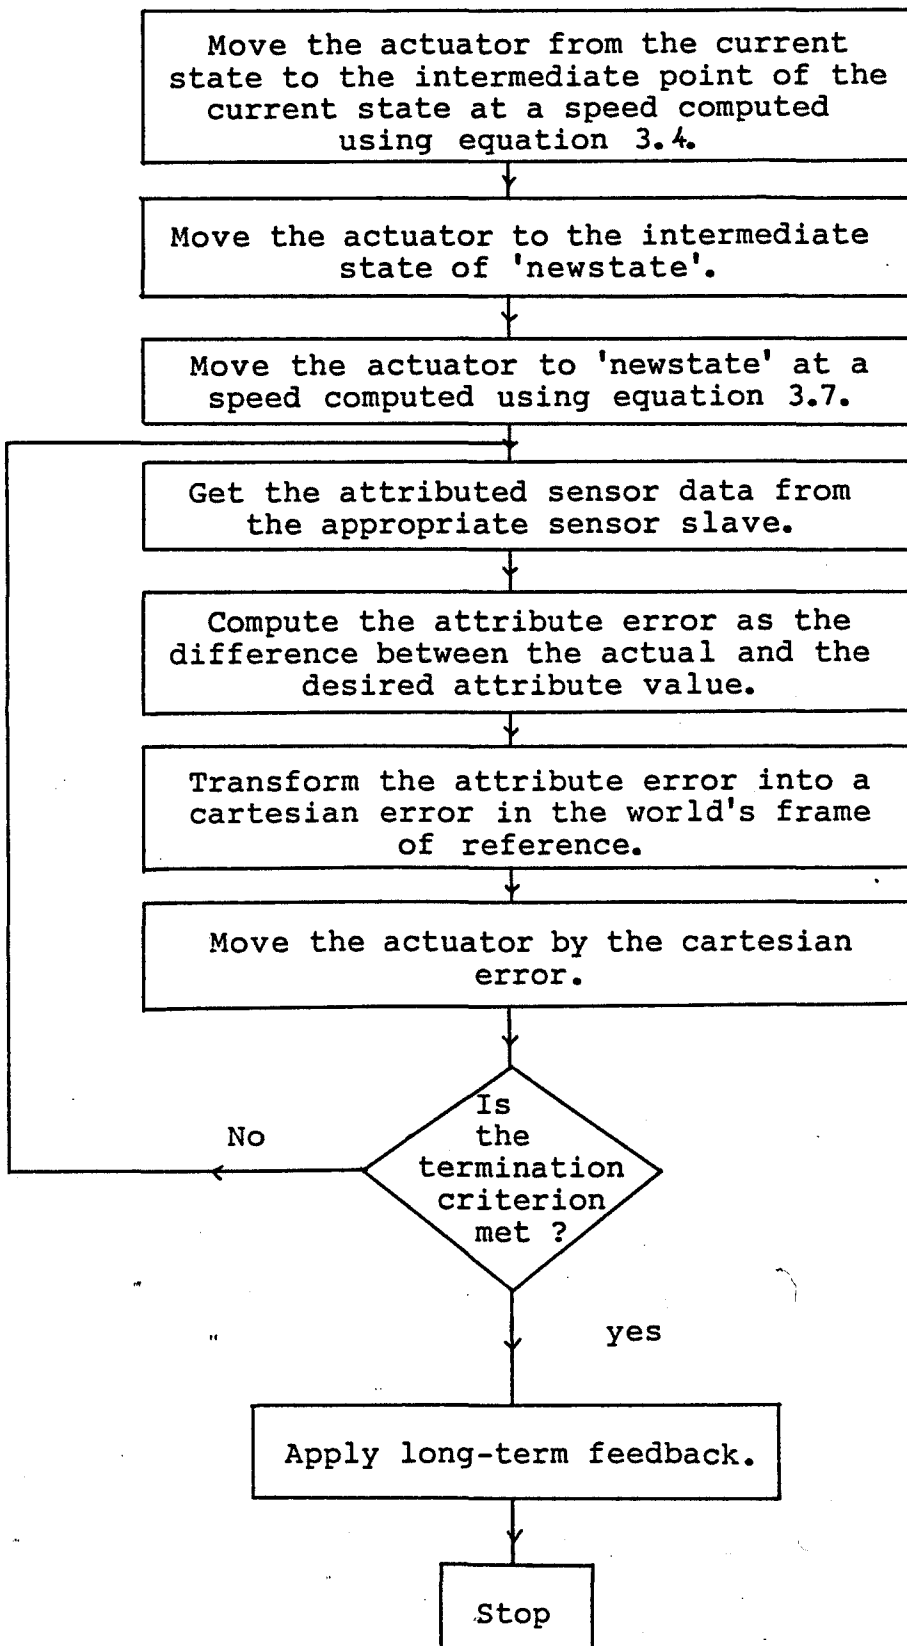 Move the actuator from the current
state to the intermediate point of the
current state at a speed computed
using equation 3.4.
Move the actuator to the intermediate
state of 'newstate'.
Move the actuator to 'newstate' at a
speed computed using equation 3.7.
Get the attributed sensor data from
the appropriate sensor slave.
Compute the attribute error as the
difference between the actual and the
desired attribute value.
Transform the attribute error into a
cartesian error in the world's frame
of reference.
Move the actuator by the cartesian
error.
Is
the
termination
criterion
met ?
No
yes
Apply long-term feedback.
Stop